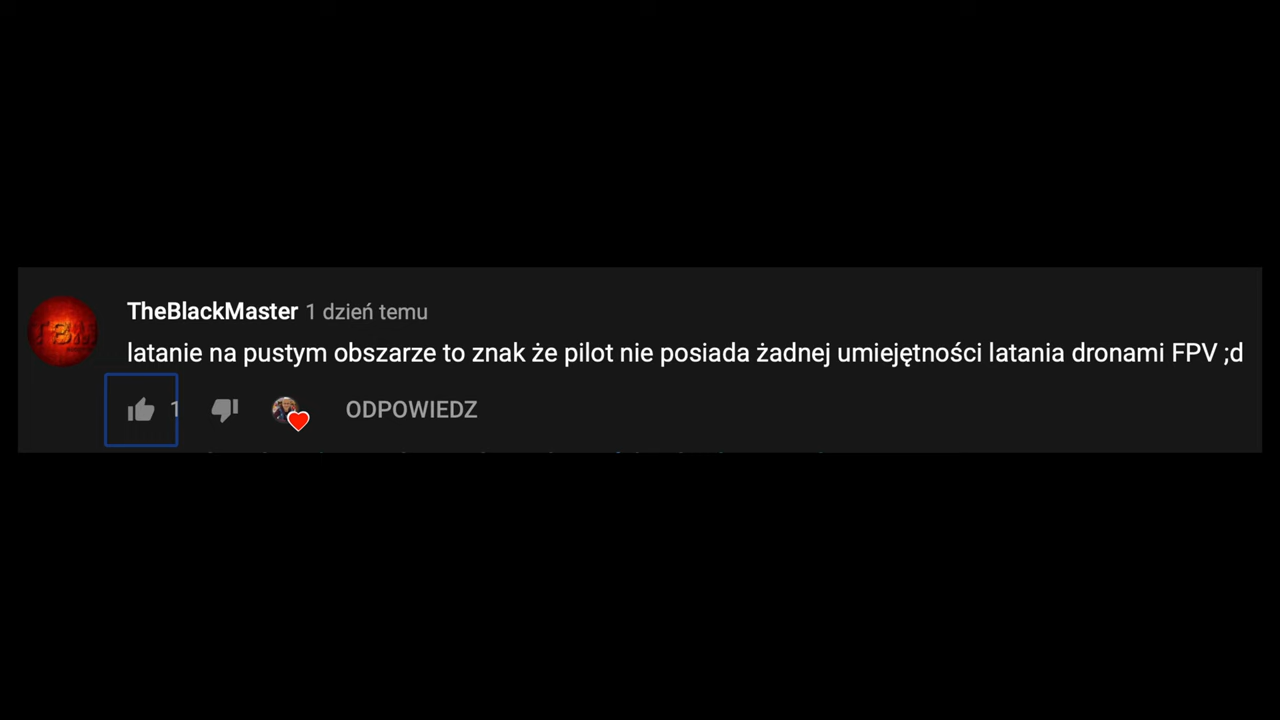 TheBlackMaster 1 dzień temu
latanie na pustym obszarze to znak że pilot nie posiada żadnej umiejętności latania dronami FPV ;d
1 ODPOWIEDZ
TBM